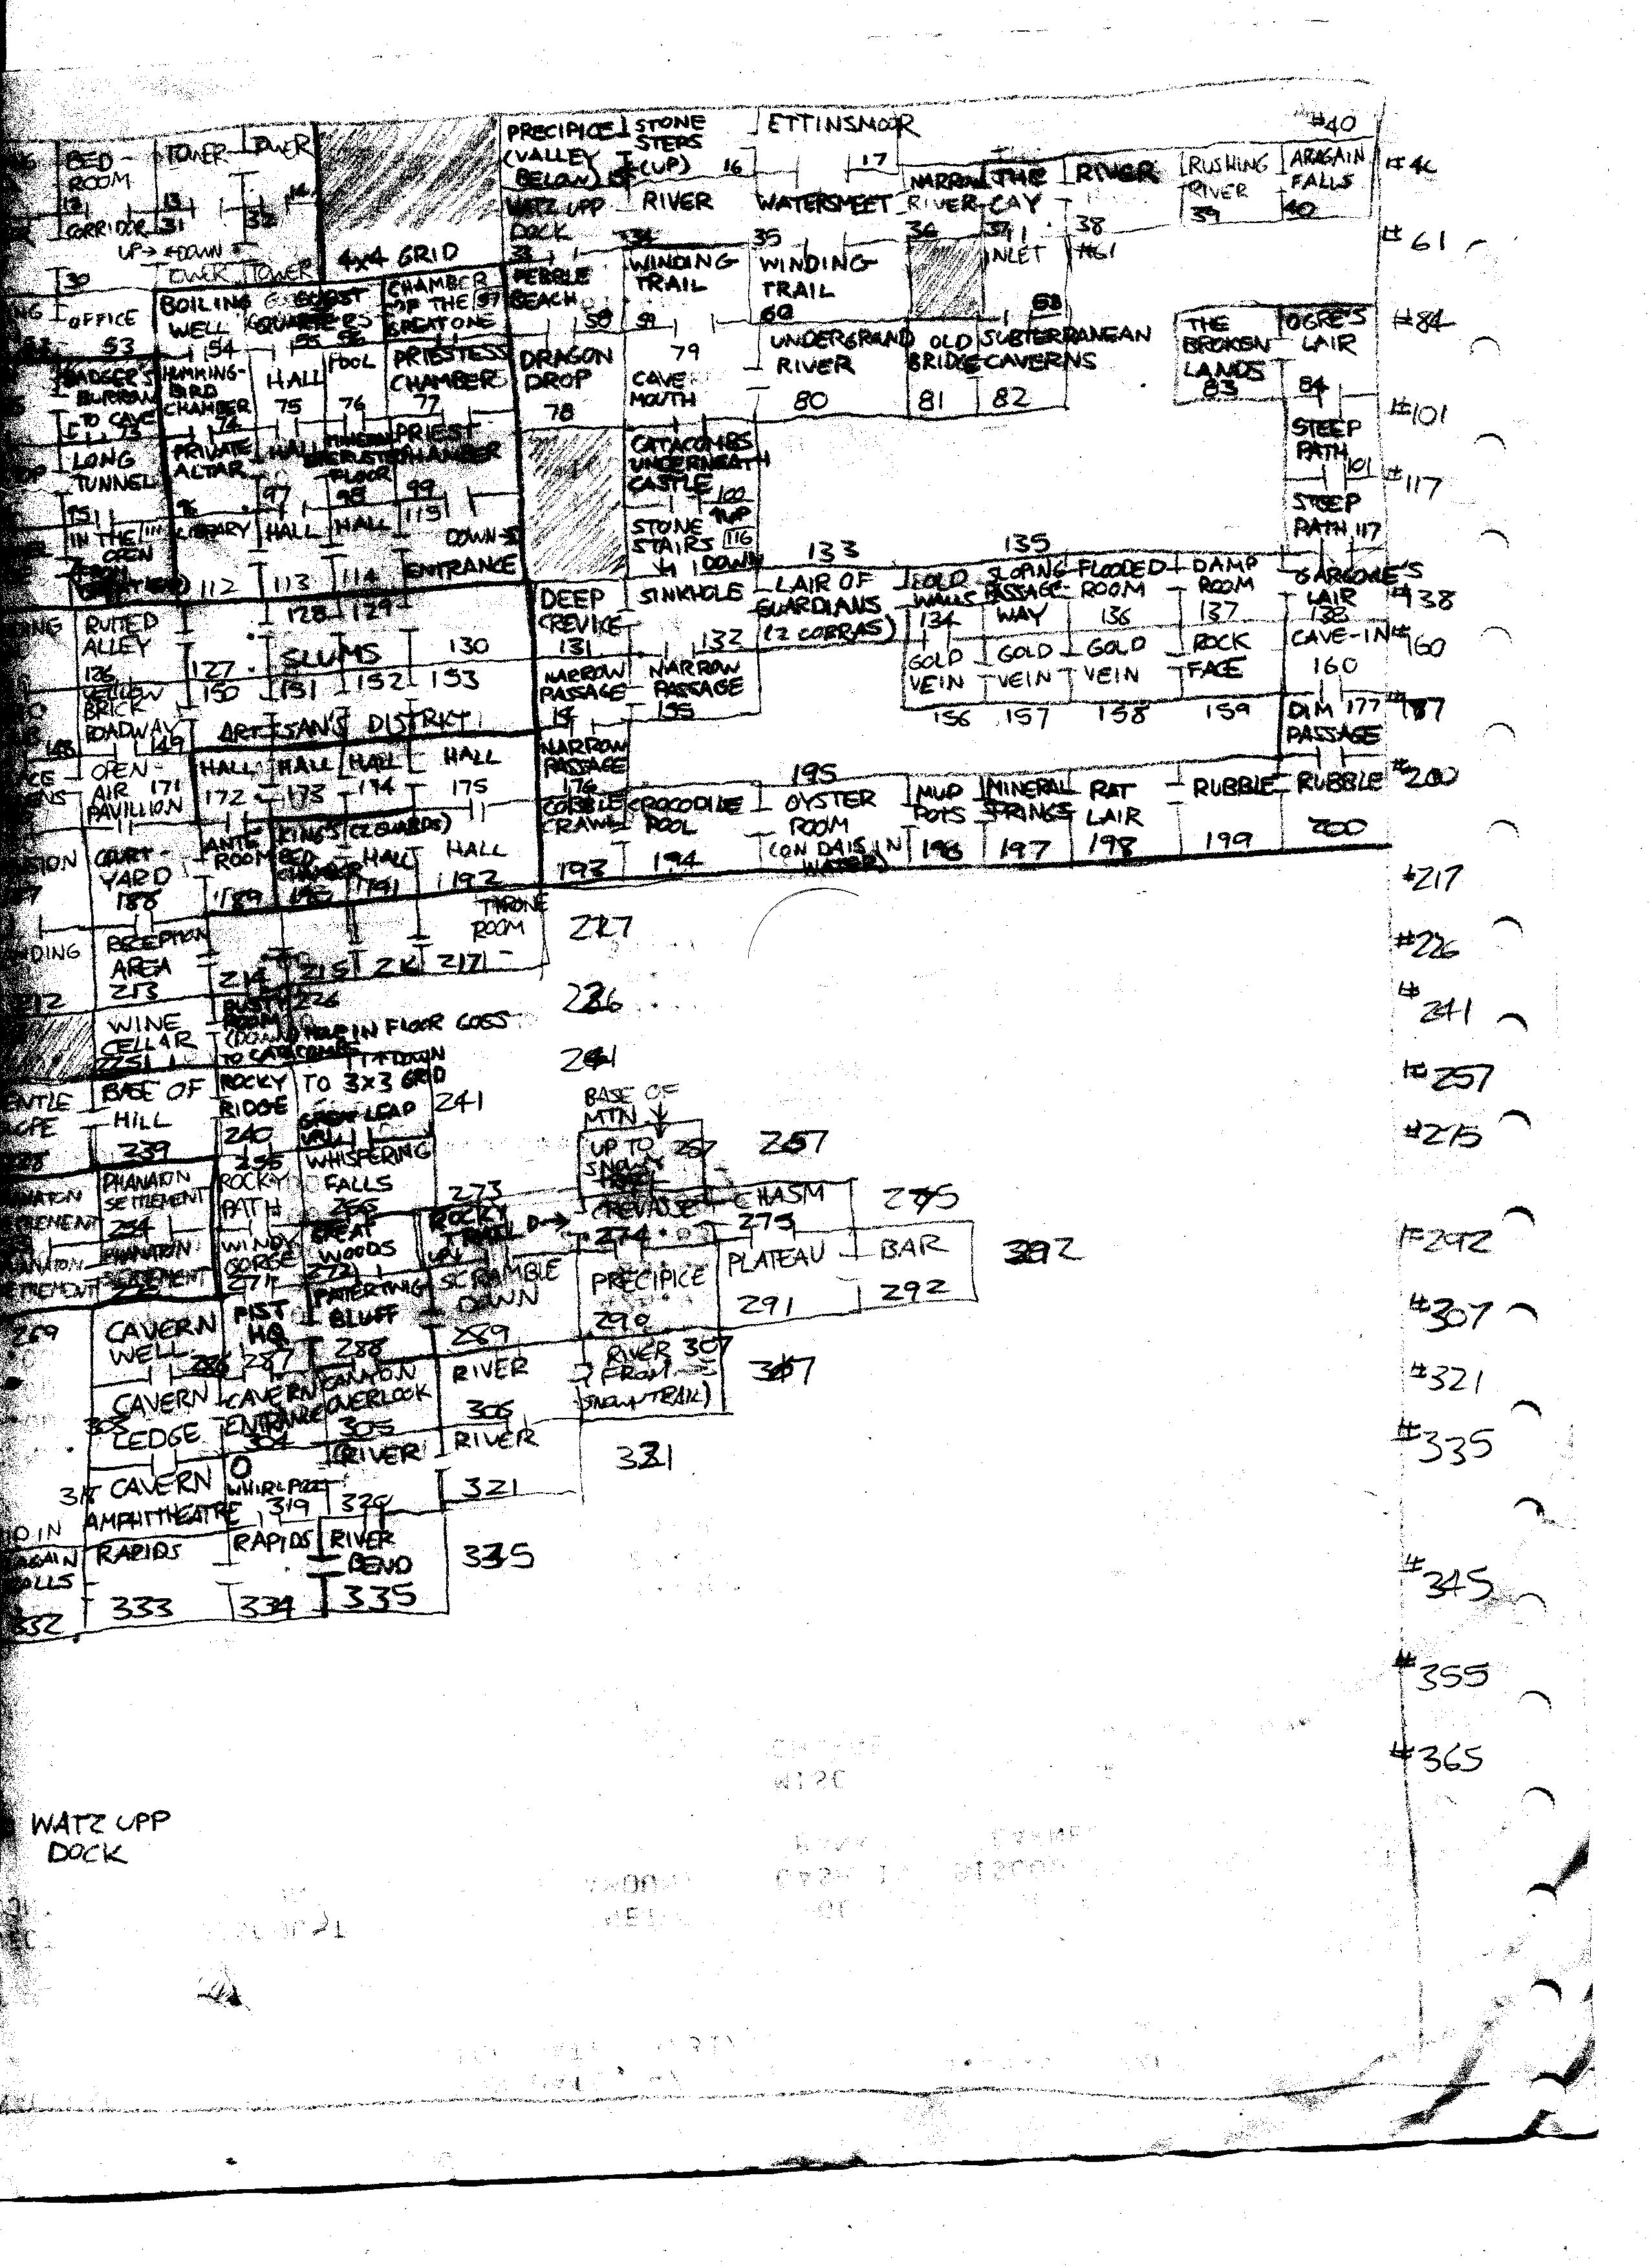 PRECIPICE
(VALLEY
BELOW)
STONE
STEPS
(UP) 16
ETTINSMOOR
17
#40
BED-
ROOM
12
TOWER
13
TOWER
14
4x4 GRID
WATZ UPP
DOCK
33
RIVER
34
WATERSMEET
35
NARROW
RIVER
36
THE
CAY
37
RIVER
38
RUSHING
RIVER
39
ARAGAIN
FALLS
40
CORRIDOR 31
32
UP→ ←DOWN
30
TOWER TOWER
INLET
#61
#61
OFFICE
53
BOILING
WELL
54
GUEST
QUARTERS
55 56
CHAMBER
OF THE 57
GREAT ONE
PEBBLE
BEACH
58
WINDING
TRAIL
59
WINDING
TRAIL
60
BADGER'S
BURROW
TO CAVE
73
HUMMING-
BIRD
CHAMBER
74
HALL
75
POOL
76
PRIESTESS
CHAMBER
77
DRAGON
DROP
78
79
CAVE
MOUTH
UNDERGRUND
RIVER
80
OLD
BRIDGE
81
SUBTERRANEAN
CAVERNS
82
THE
BROKEN
LANDS
83
OGRE'S
LAIR
84
#84
LONG
TUNNEL
95
PRIVATE
ALTAR
96
HALL
97
FLOOR
98
PRIEST
CHAMBER
99
CATACOMBS
UNDERNEATH
CASTLE
100
STEEP
PATH
101
#101
IN THE
OPEN
LIBRARY
112
HALL
113
HALL
114
115
DOWN→
ENTRANCE
STONE
STAIRS 116
UP
DOWN
STEEP
PATH 117
#117
RUTTED
ALLEY
126
127
128 129
SLUMS
130
DEEP
CREVICE
131
SINKHOLE
132
133
LAIR OF
GUARDIANS
(2 COBRAS)
GOLD
WALLS
134
135
SLOPING
PASSAGE-
WAY
FLOODED
ROOM
136
DAMP
ROOM
137
GARGOYLE'S
LAIR
138
#138
YELLOW
BRICK
ROADWAY
148
149
150
151
152
153
ARTISAN'S DISTRKT
NARROW
PASSAGE
NARROW
PASSAGE
155
GOLD
VEIN
156
GOLD
VEIN
157
GOLD
VEIN
158
ROCK
FACE
159
CAVE-IN
160
#160
OPEN-
AIR 171
PAVILLION
HALL
172
HALL
173
HALL
174
HALL
175
NARROW
PASSAGE
176
DIM 177
PASSAGE
#187
COURT-
YARD
188
ANTE
ROOM
189
KING'S
BED
CHAMBER
190
(2 GUARDS)
HALL
191
HALL
192
COBBLE
CRAWL
193
CROCODILE
POOL
194
195
OYSTER
ROOM
(ON DAIS IN
WATER)
MUD
POTS
196
MINERAL
SPRINGS
197
RAT
LAIR
198
RUBBLE
199
RUBBLE
200
#200
212
RECEPTION
AREA
213
214
215
216
217
THRONE
ROOM
217
#217
WINE
CELLAR
225
226
ROOM
(DOWN) HOLE IN FLOOR GOES
TO CATACOMBS
226
#226
BASE OF
HILL
239
ROCKY
RIDGE
240
DOWN
TO 3x3 GRID
GREAT LEAP
241
241
#241
PHANATON
SETTLEMENT
254
255
ROCKY
PATH
WHISPERING
FALLS
256
BASE OF
MTN
UP TO
SNOWY
TRAIL
257
257
#257
PHANATON
SETTLEMENT
WINDY
GORGE
271
GREAT
WOODS
272
273
ROCKY
TRAIL
CREVASSE
274
CHASM
275
275
#275
269
CAVERN
WELL
286
PIST
HQ
287
PATTERTWIG
BLUFF
288
SCRAMBLE
DOWN
289
PRECIPICE
290
PLATEAU
291
BAR
292
292
#292
303
CAVERN
LEDGE
CAVERN
ENTRANCE
304
CANYON
OVERLOOK
305
RIVER
306
RIVER 307
(FROM
SNOW TRAIL)
307
#307
318
CAVERN
AMPHITHEATRE
WHIRLPOOL
319
RIVER
320
RIVER
321
321
#321
332
RAPIDS
333
RAPIDS
334
RIVER
BEND
335
335
#335
#345
#355
#365
WATZ UPP
DOCK